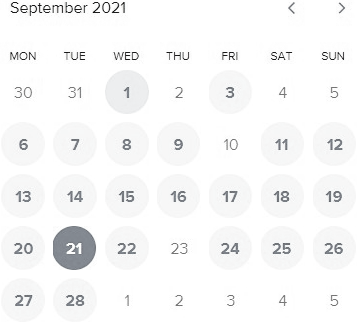 September 2021
MON TUE WED THU FRI SAT SUN
30 31 1 2 3 4 5
6 7 8 9 10 11 12
13 14 15 16 17 18 19
20 21 22 23 24 25 26
27 28 1 2 3 4 5